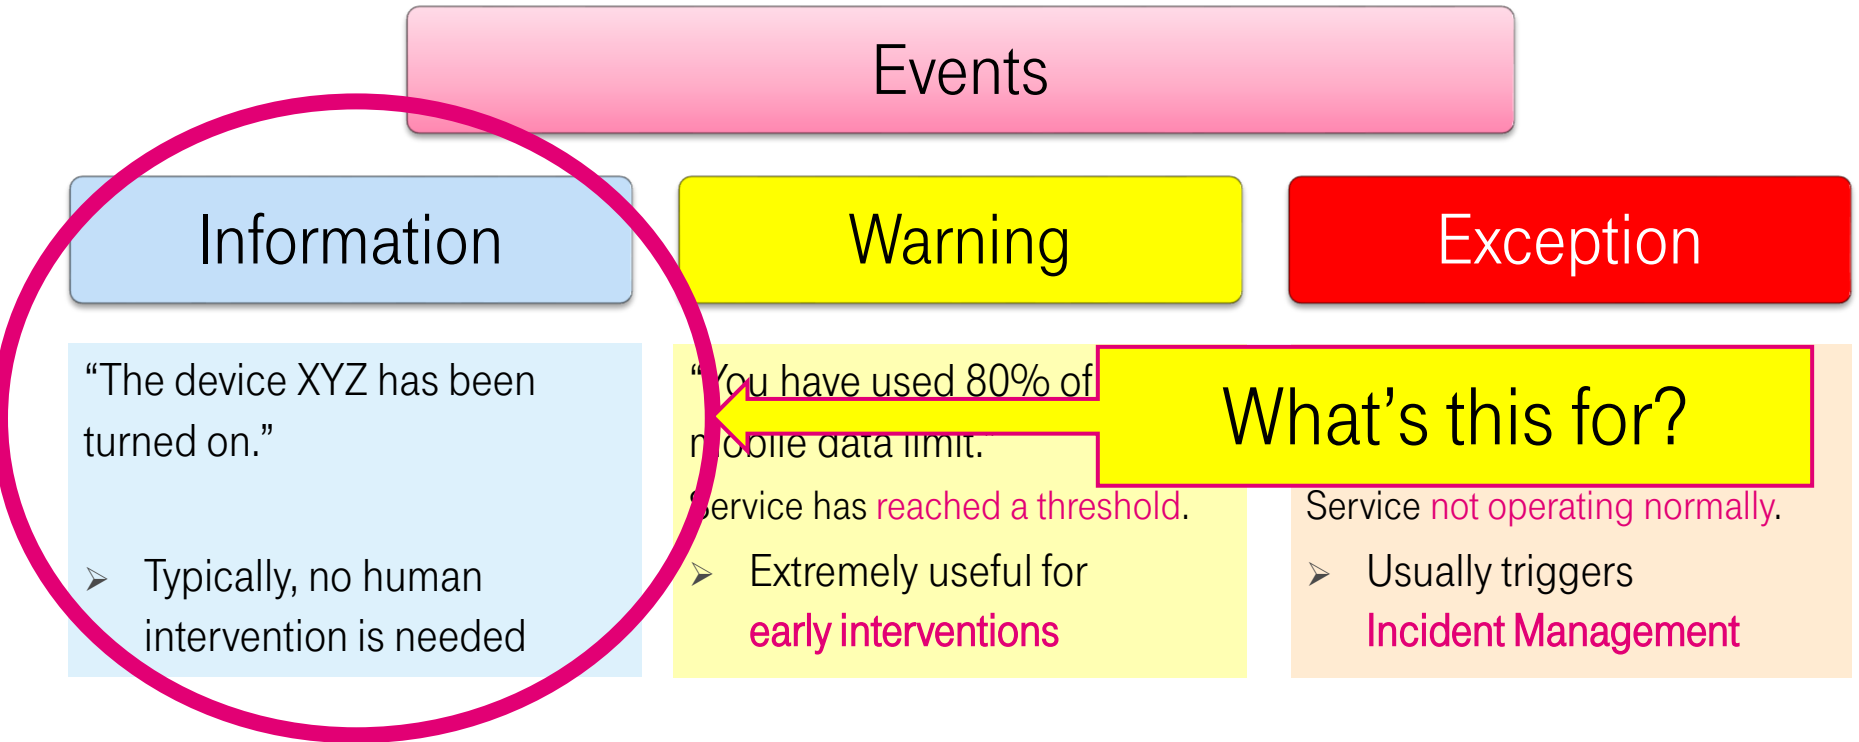 Events
Information
Warning
Exception
“The device XYZ has been
turned on.”
➢ Typically, no human
intervention is needed
“You have used 80% of
mobile data limit.”
Service has reached a threshold.
➢ Extremely useful for
early interventions
What’s this for?
Service not operating normally.
➢ Usually triggers
Incident Management